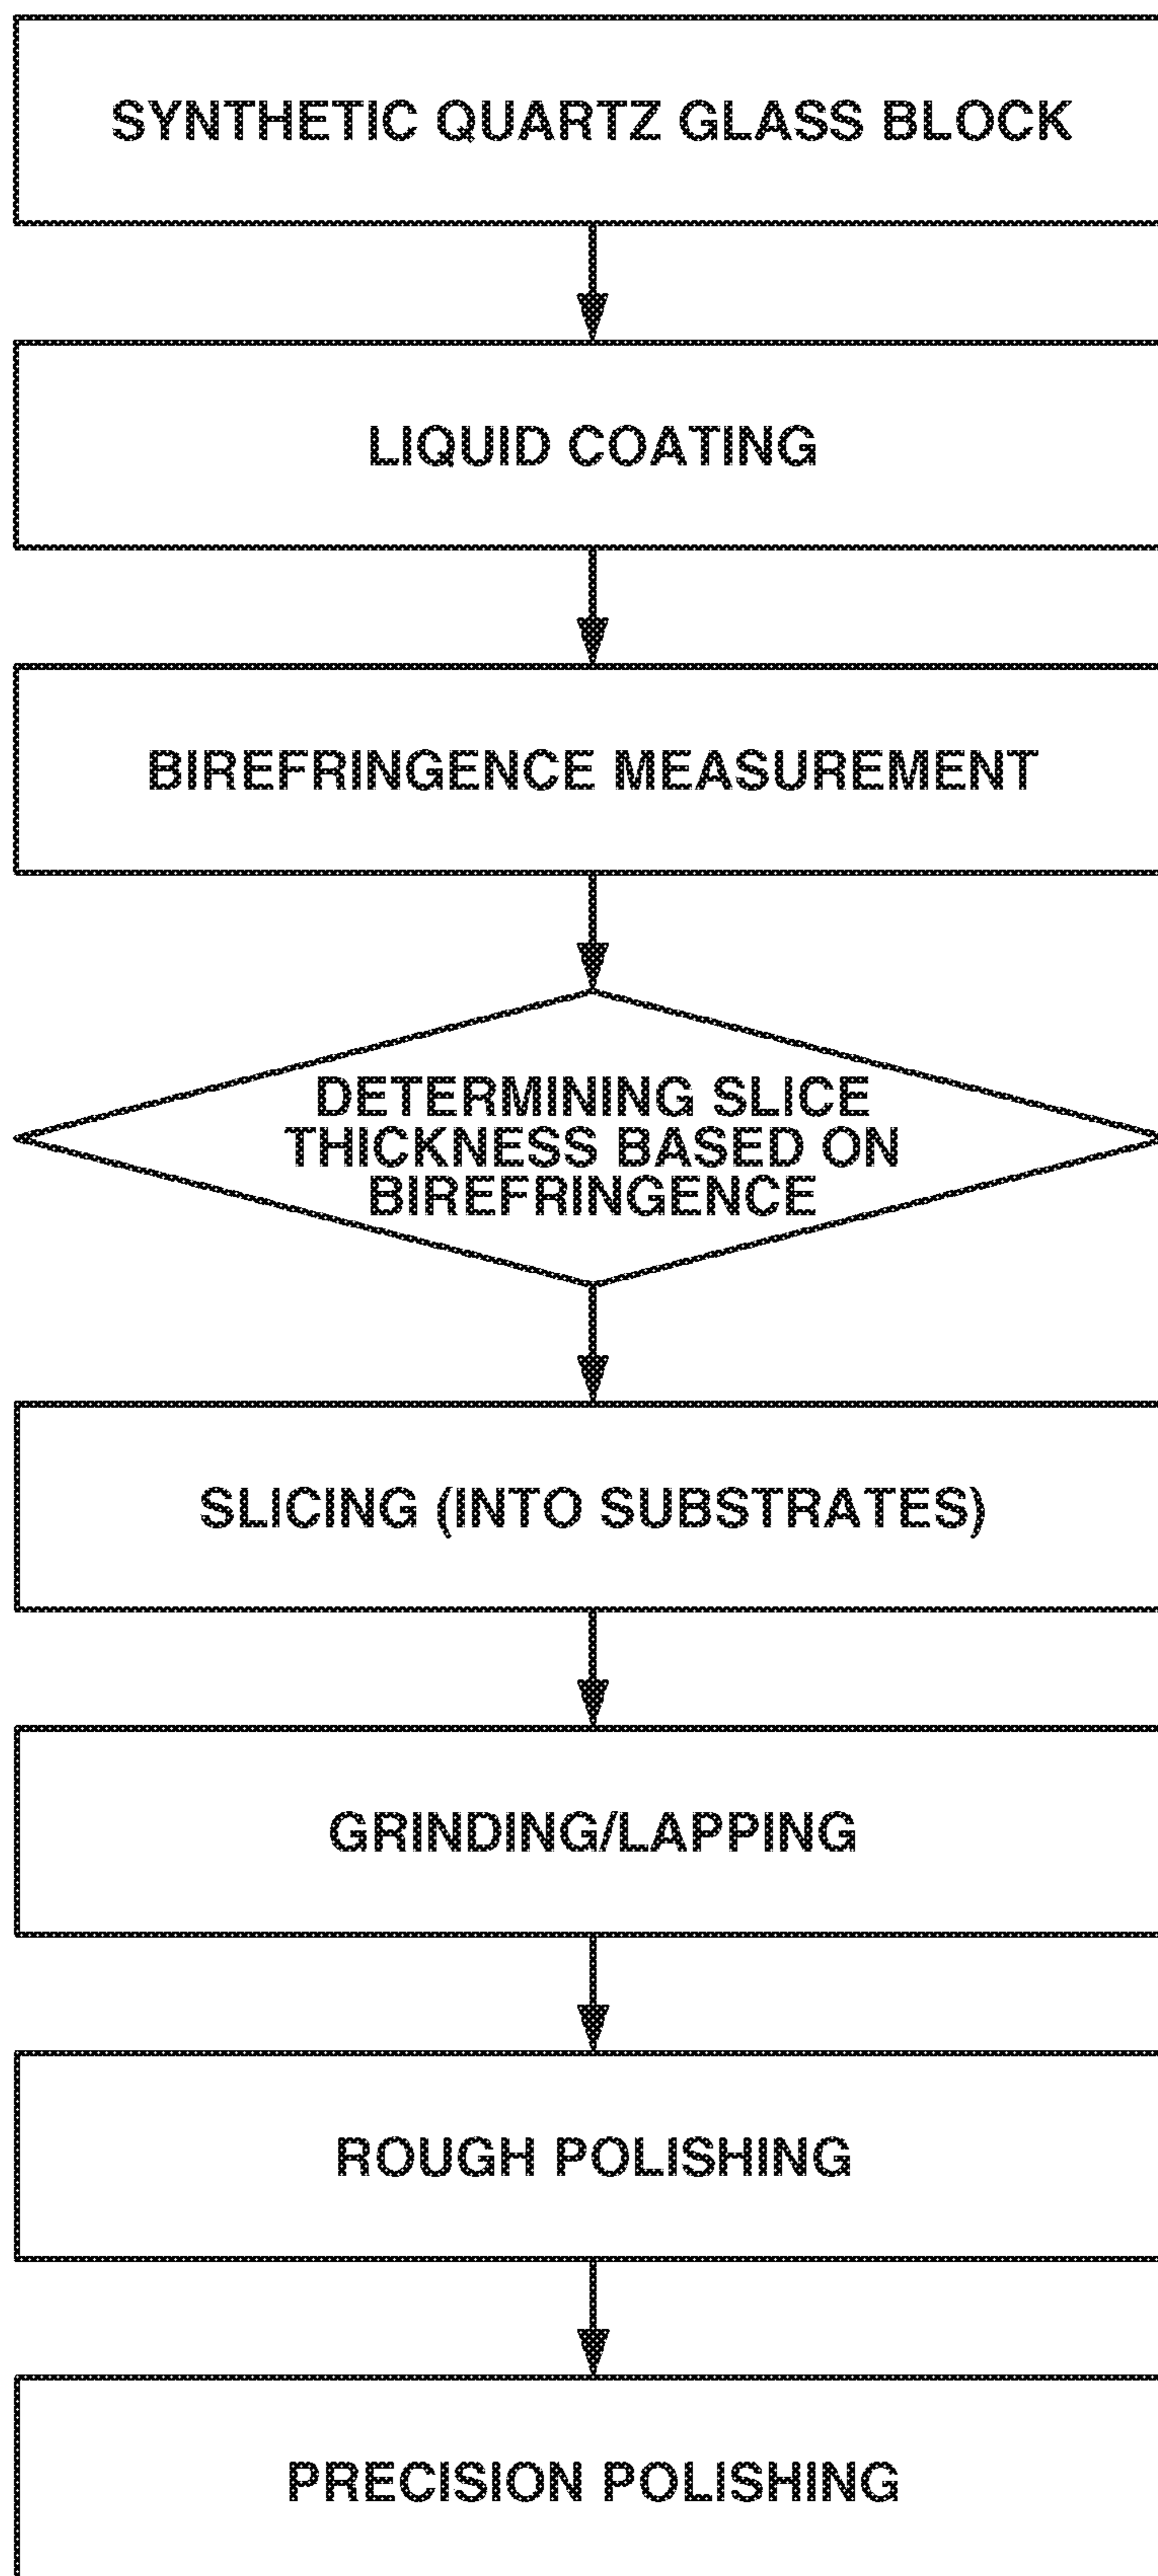 SYNTHETIC QUARTZ GLASS BLOCK
LIQUID COATING
BIREFRINGENCE MEASUREMENT
DETERMINING SLICE
THICKNESS BASED ON
BIREFRINGENCE
SLICING (INTO SUBSTRATES)
GRINDING/LAPPING
ROUGH POLISHING
PRECISION POLISHING